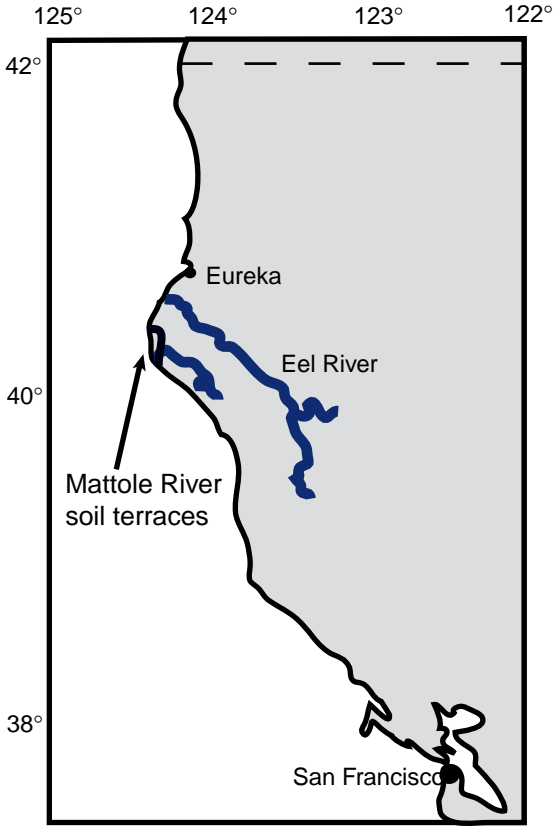 125° 124° 123° 122°
42°
Eureka
Eel River
40°
Mattole River
soil terraces
38°
San Francisco